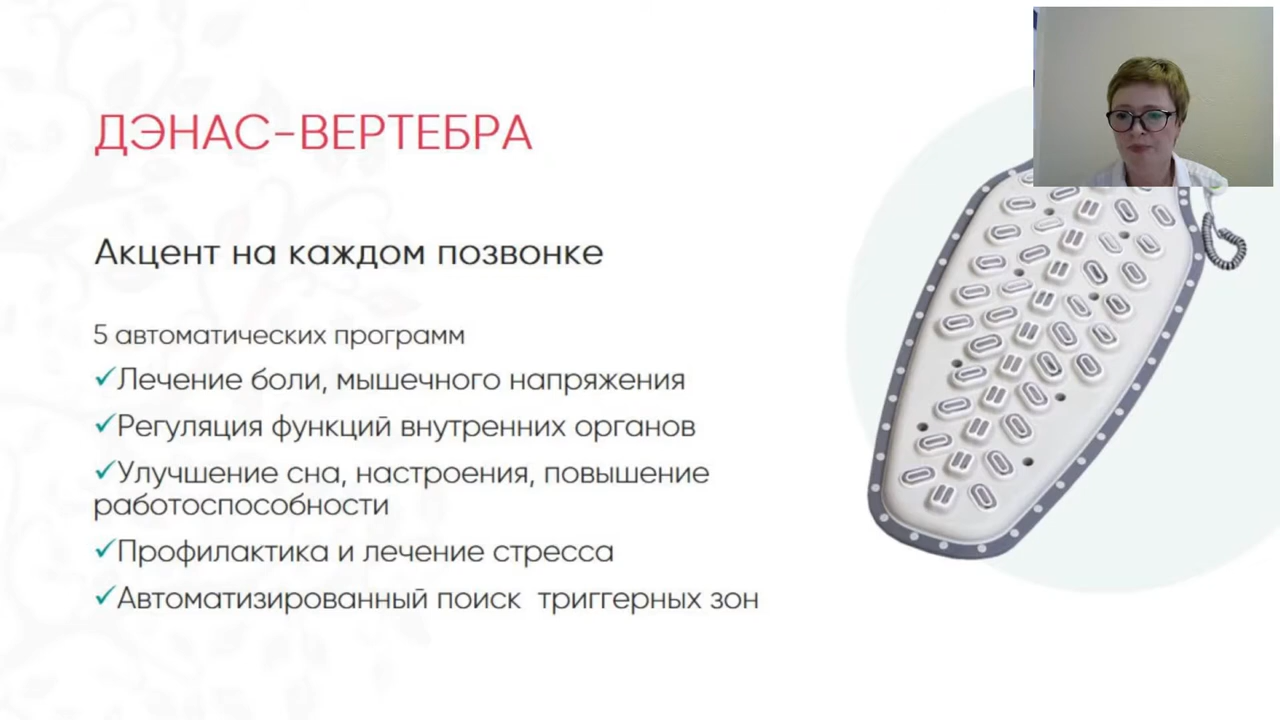 ДЭНАС-ВЕРТЕБРА
Акцент на каждом позвонке
5 автоматических программ
✓Лечение боли, мышечного напряжения
✓Регуляция функций внутренних органов
✓Улучшение сна, настроения, повышение
работоспособности
✓Профилактика и лечение стресса
✓Автоматизированный поиск триггерных зон